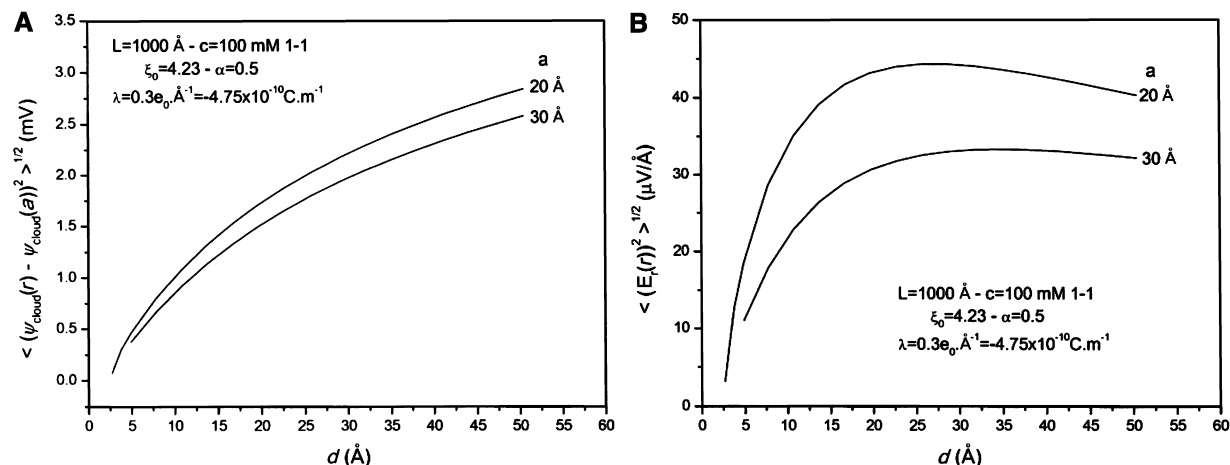 A
L=1000 Å - c=100 mM 1-1
ξ₀=4.23 - α=0.5
λ=0.3e₀.Å⁻¹=-4.75x10⁻¹⁰C.m⁻¹
a
20 Å
30 Å
< (ψcloud(r) - ψcloud(a))² >¹ᐟ² (mV)
3.5
3.0
2.5
2.0
1.5
1.0
0.5
0.0
0 5 10 15 20 25 30 35 40 45 50 55 60
d (Å)
B
a
20 Å
30 Å
L=1000 Å - c=100 mM 1-1
ξ₀=4.23 - α=0.5
λ=0.3e₀.Å⁻¹=-4.75x10⁻¹⁰C.m⁻¹
< (Eᵣ(r))² >¹ᐟ² (μV/Å)
50
40
30
20
10
0
0 5 10 15 20 25 30 35 40 45 50 55 60
d (Å)